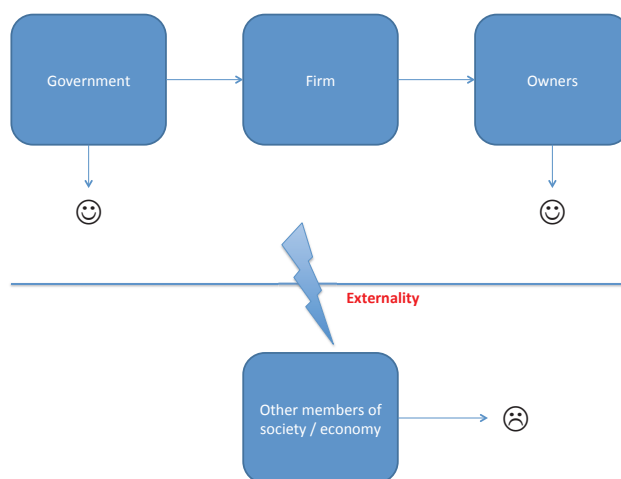 Government
Firm
Owners
Externality
Other members of
society / economy